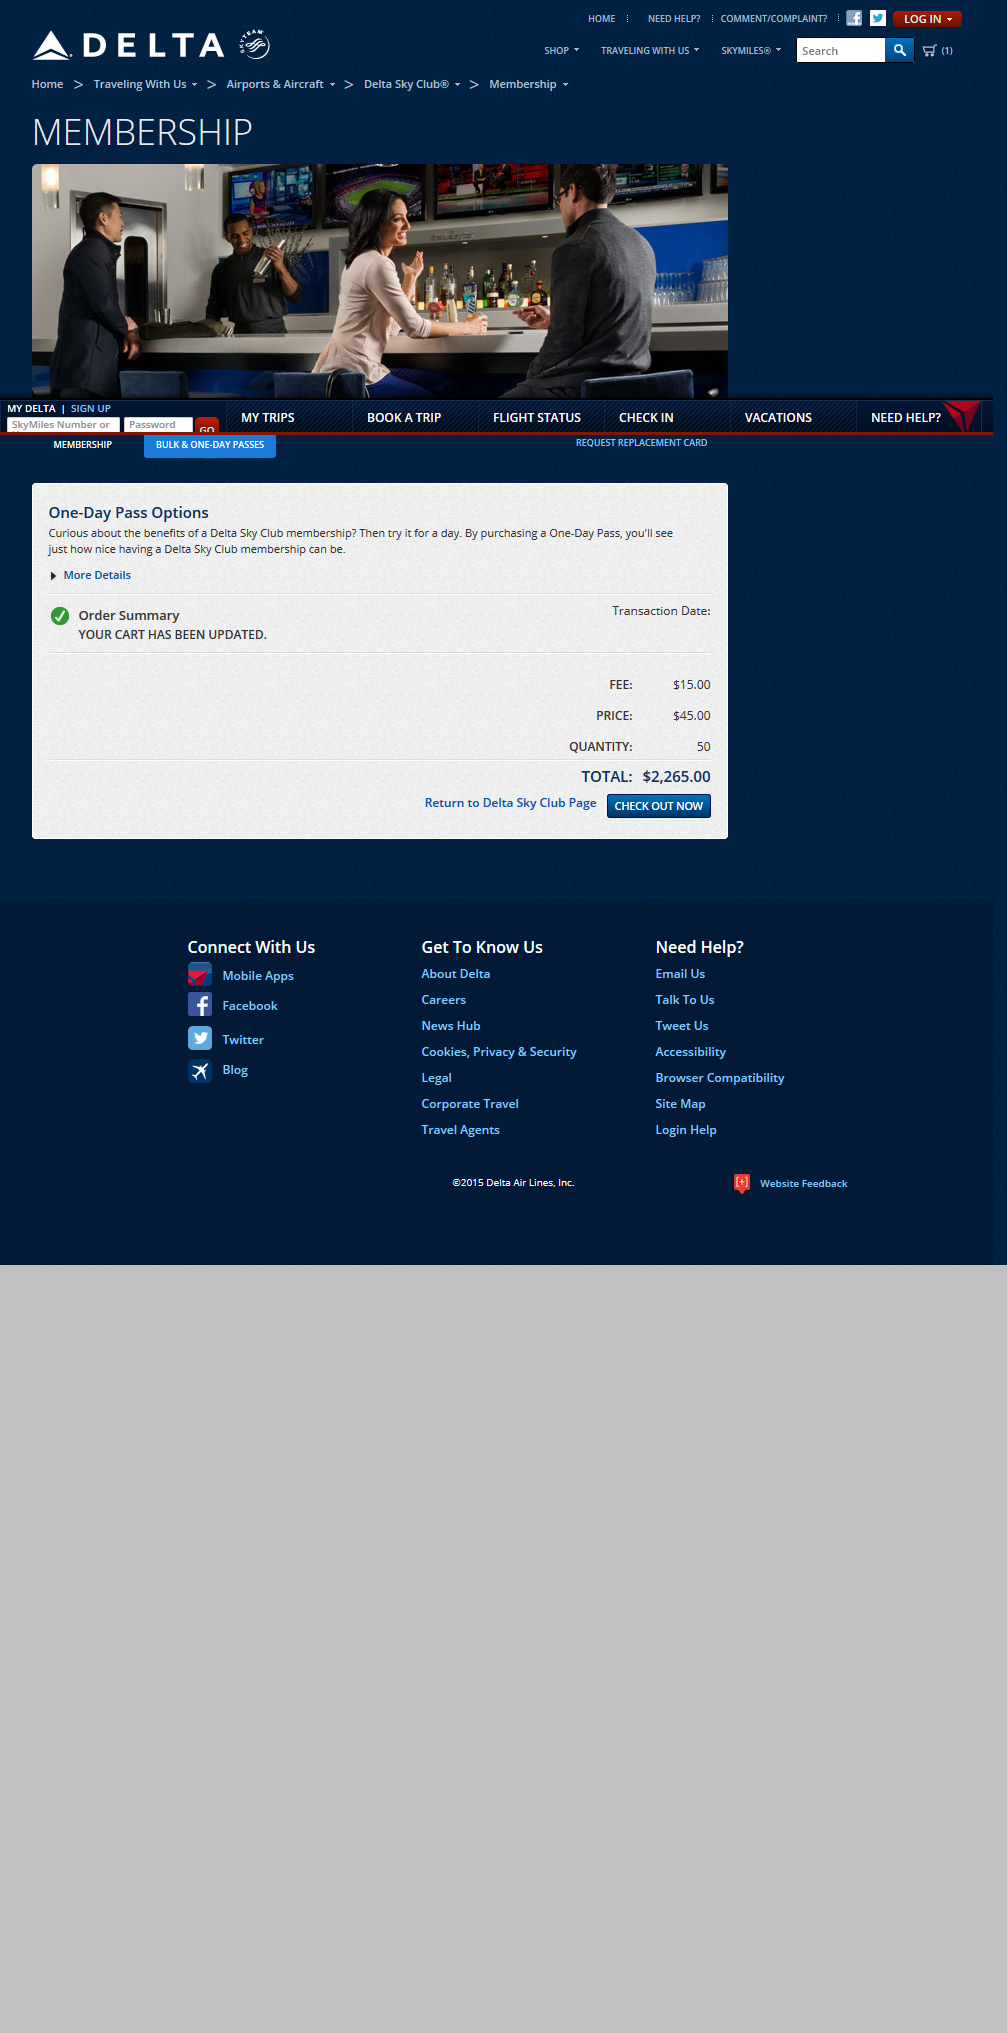 HOME
NEED HELP?
COMMENT/COMPLAINT?
LOG IN
DELTA
SKYTEAM
SHOP
TRAVELING WITH US
SKYMILES®
Search
(1)
Home > Traveling With Us > Airports & Aircraft > Delta Sky Club® > Membership
MEMBERSHIP
MY DELTA | SIGN UP
SkyMiles Number or
Password
GO
MY TRIPS
BOOK A TRIP
FLIGHT STATUS
CHECK IN
VACATIONS
NEED HELP?
MEMBERSHIP
BULK & ONE-DAY PASSES
REQUEST REPLACEMENT CARD
One-Day Pass Options
Curious about the benefits of a Delta Sky Club membership? Then try it for a day. By purchasing a One-Day Pass, you'll see
just how nice having a Delta Sky Club membership can be.
More Details
Order Summary
Transaction Date:
YOUR CART HAS BEEN UPDATED.
FEE: $15.00
PRICE: $45.00
QUANTITY: 50
TOTAL: $2,265.00
Return to Delta Sky Club Page
CHECK OUT NOW
Connect With Us
Mobile Apps
Facebook
Twitter
Blog
Get To Know Us
About Delta
Careers
News Hub
Cookies, Privacy & Security
Legal
Corporate Travel
Travel Agents
Need Help?
Email Us
Talk To Us
Tweet Us
Accessibility
Browser Compatibility
Site Map
Login Help
©2015 Delta Air Lines, Inc.
[+]
Website Feedback